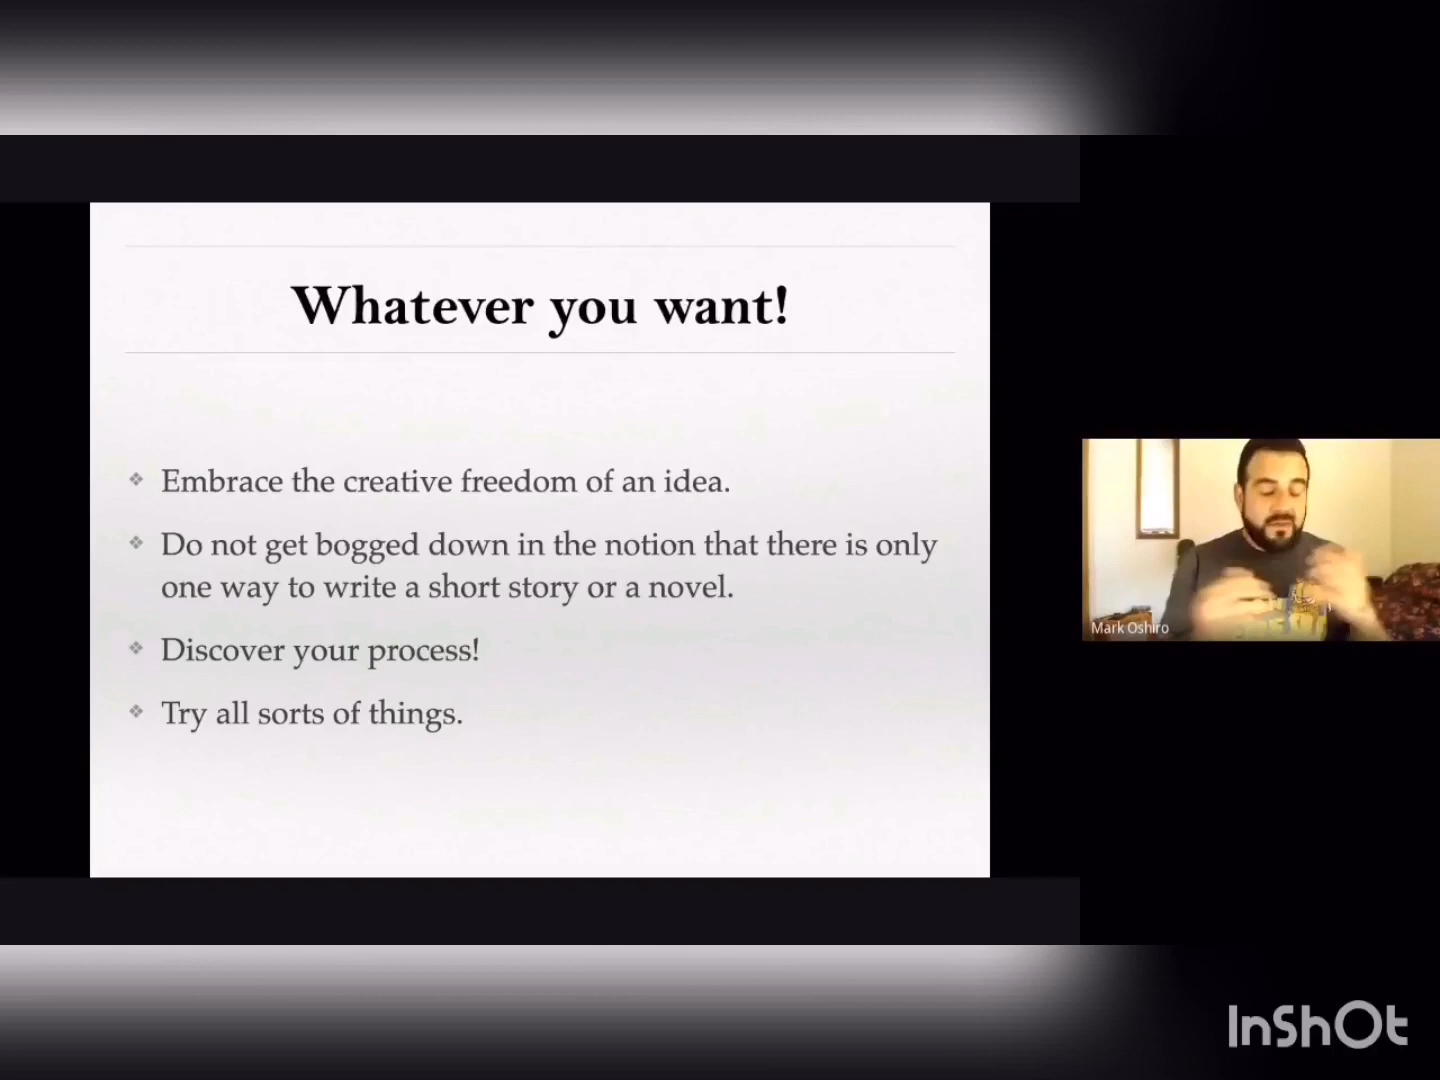 Whatever you want!
Embrace the creative freedom of an idea.
Do not get bogged down in the notion that there is only
one way to write a short story or a novel.
Discover your process!
Try all sorts of things.
Mark Oshiro
InShOt